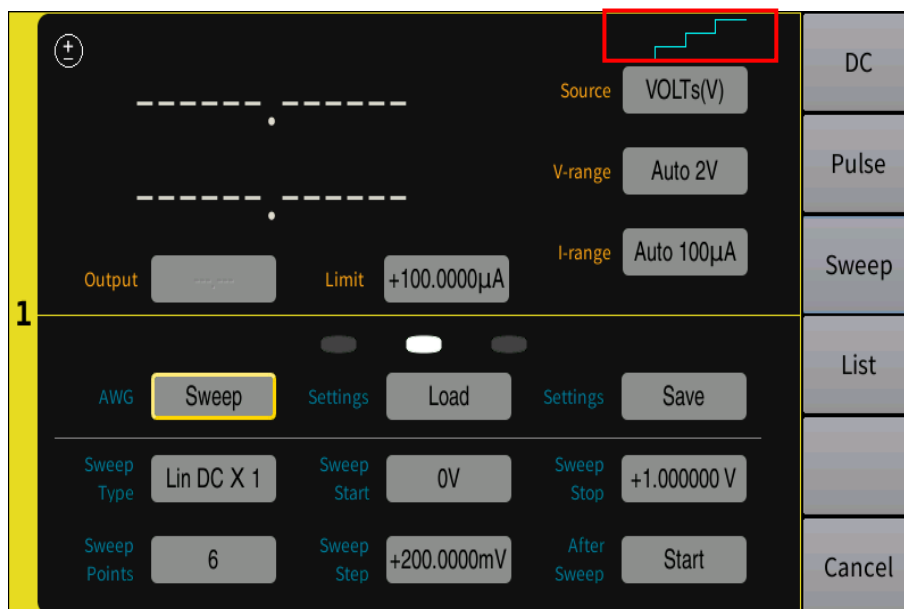 DC
Source VOLTs(V)
Pulse
V-range Auto 2V
I-range Auto 100µA
Sweep
Output Limit +100.0000µA
1
List
AWG Sweep Settings Load Settings Save
Sweep Type Lin DC X 1 Sweep Start 0V Sweep Stop +1.000000 V
Sweep Points 6 Sweep Step +200.0000mV After Sweep Start
Cancel